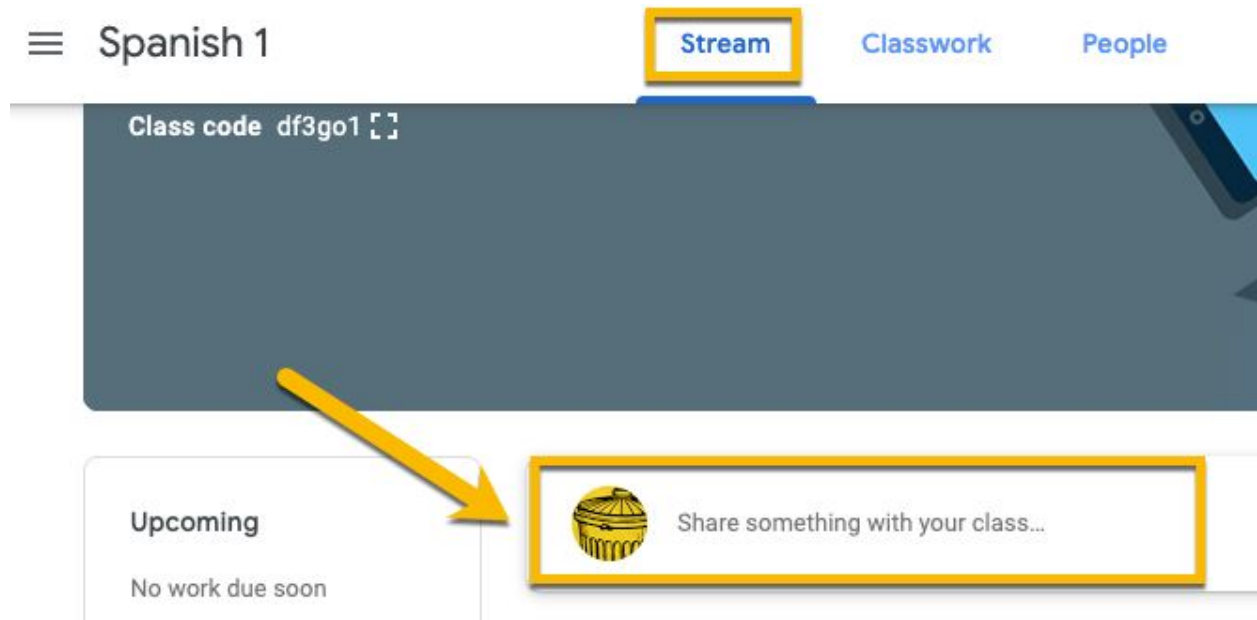 Spanish 1
Stream
Classwork
People
Class code df3go1
Upcoming
No work due soon
Share something with your class...